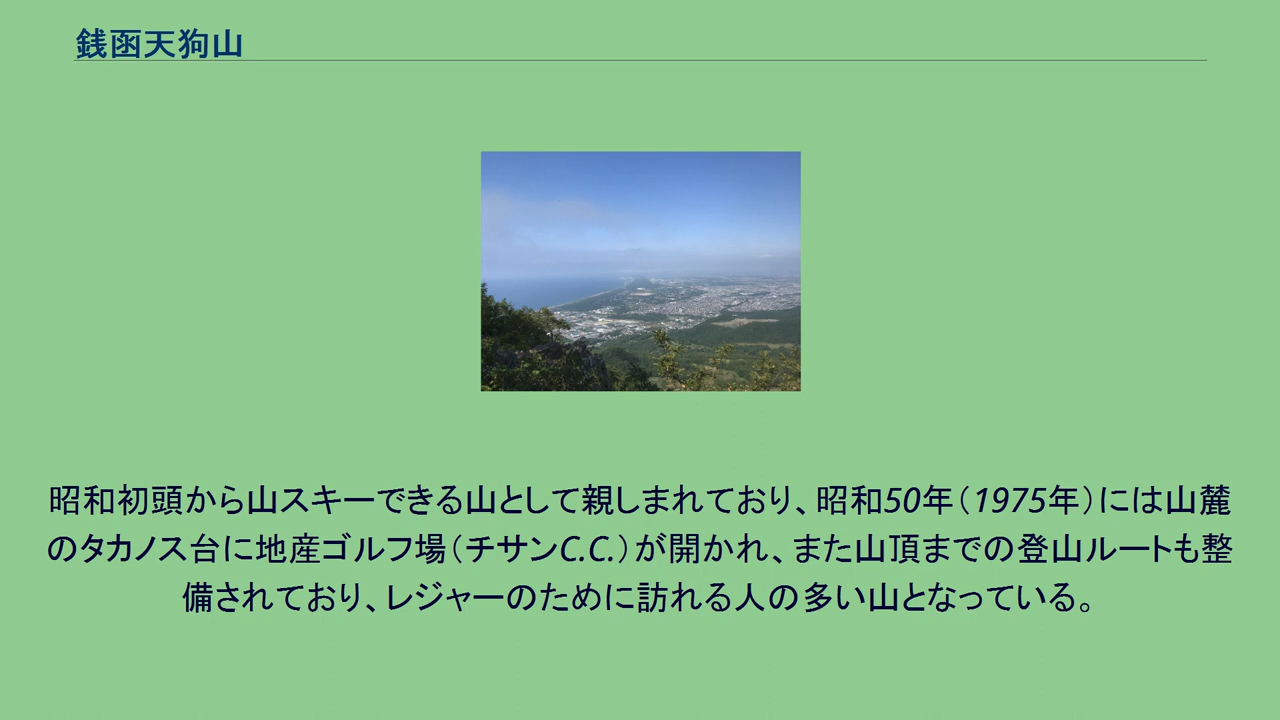 銭函天狗山
昭和初頭から山スキーできる山として親しまれており、昭和50年（1975年）には山麓
のタカノス台に地産ゴルフ場（チサンC.C.）が開かれ、また山頂までの登山ルートも整
備されており、レジャーのために訪れる人の多い山となっている。